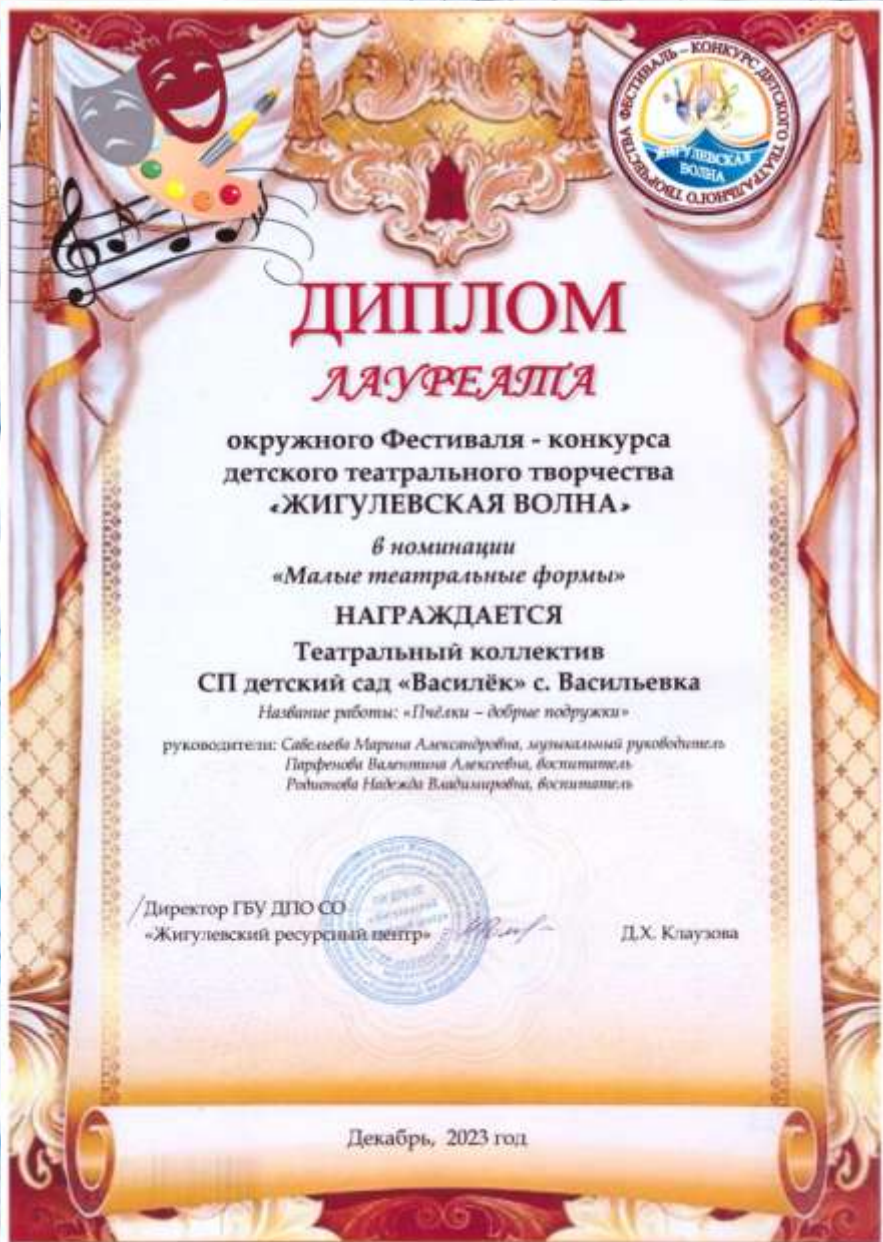 ФЕСТИВАЛЬ – КОНКУРС ДЕТСКОГО ТЕАТРАЛЬНОГО ТВОРЧЕСТВА
ЖИГУЛЕВСКАЯ
ВОЛНА
ДИПЛОМ
ЛАУРЕАТА
окружного Фестиваля - конкурса
детского театрального творчества
«ЖИГУЛЕВСКАЯ ВОЛНА»
в номинации
«Малые театральные формы»
НАГРАЖДАЕТСЯ
Театральный коллектив
СП детский сад «Василёк» с. Васильевка
Название работы: «Пчёлки – добрые подружки»
руководители: Савельева Марина Александровна, музыкальный руководитель
Парфенова Валентина Алексеевна, воспитатель
Родионова Надежда Владимировна, воспитатель
Директор ГБУ ДПО СО
«Жигулевский ресурсный центр»
Д.Х. Клаузова
Декабрь, 2023 год